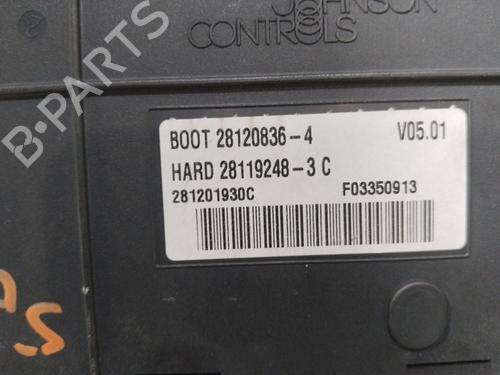 JOHNSON
CONTROLS
BOOT 28120836-4 V05.01
HARD 28119248-3 C
281201930C F03350913
B-PARTS